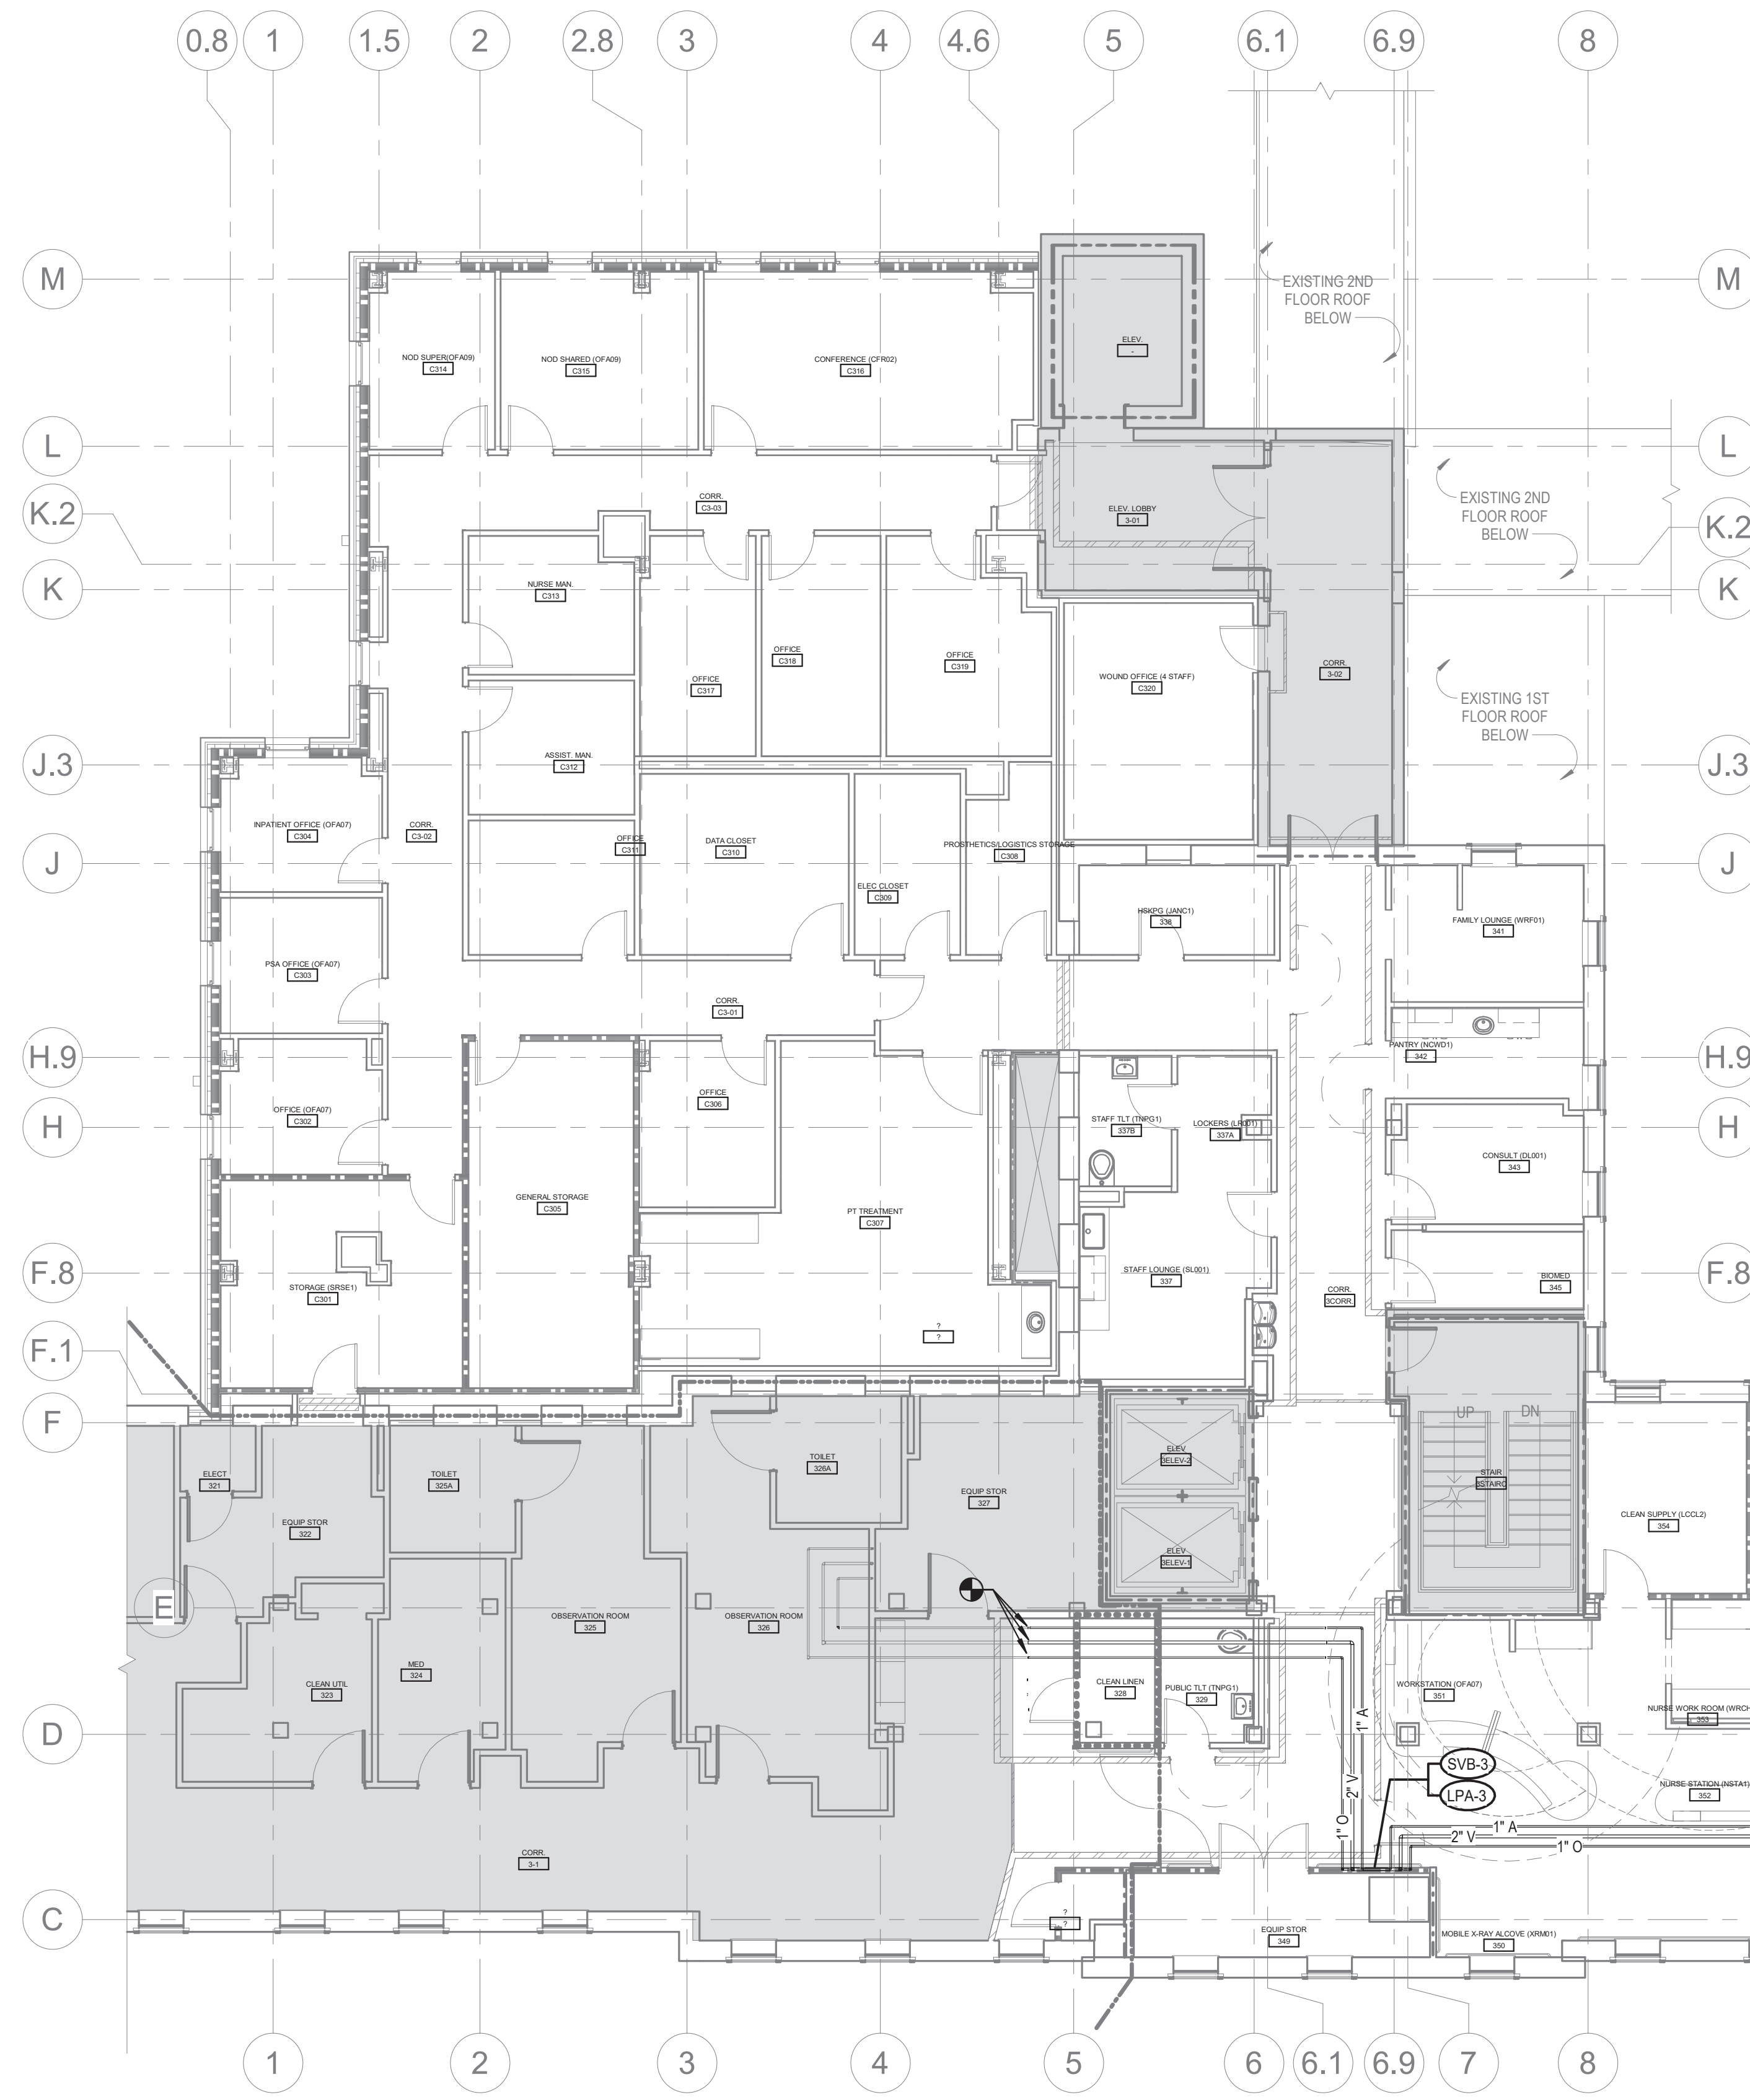 0.8
1
1.5
2
2.8
3
4
4.6
5
6.1
6.9
8
M
M
EXISTING 2ND
FLOOR ROOF
BELOW
ELEV.
-
NOD SUPER(OFA09)
C314
NOD SHARED (OFA09)
C315
CONFERENCE (CFR02)
C316
L
L
CORR.
C3-03
ELEV. LOBBY
3-01
EXISTING 2ND
FLOOR ROOF
BELOW
K.2
K.2
K
K
NURSE MAN.
C313
OFFICE
C317
OFFICE
C318
OFFICE
C319
WOUND OFFICE (4 STAFF)
C320
CORR.
3-02
EXISTING 1ST
FLOOR ROOF
BELOW
J.3
J.3
ASSIST. MAN.
C312
INPATIENT OFFICE (OFA07)
C304
CORR.
C3-02
OFFICE
C311
DATA CLOSET
C310
PROSTHETICS/LOGISTICS STORAGE
C308
J
J
ELEC CLOSET
C309
HSKPG (JANC1)
338
FAMILY LOUNGE (WRF01)
341
PSA OFFICE (OFA07)
C303
CORR.
C3-01
H.9
H.9
PANTRY (NCWD1)
342
OFFICE (OFA07)
C302
OFFICE
C306
STAFF TLT (TNPG1)
337B
LOCKERS (LR001)
337A
H
H
CONSULT (DL001)
343
GENERAL STORAGE
C305
PT TREATMENT
C307
F.8
F.8
STORAGE (SRSE1)
C301
STAFF LOUNGE (SL001)
337
CORR.
3CORR.
BIOMED
345
?
?
F.1
F
UP
DN
ELECT
321
TOILET
325A
TOILET
326A
EQUIP STOR
327
ELEV
3ELEV-2
STAIR
3STAIRC
EQUIP STOR
322
CLEAN SUPPLY (LCCL2)
354
ELEV
3ELEV-1
E
OBSERVATION ROOM
325
OBSERVATION ROOM
326
MED
324
CLEAN UTIL
323
CLEAN LINEN
328
PUBLIC TLT (TNPG1)
329
WORKSTATION (OFA07)
351
NURSE WORK ROOM (WRCH
353
D
1" A
2" V
1" O
SVB-3
LPA-3
NURSE STATION (NSTA1)
352
1" A
2" V
1" O
CORR.
3-1
C
?
?
EQUIP STOR
349
MOBILE X-RAY ALCOVE (XRM01)
350
1
2
3
4
5
6
6.1
6.9
7
8